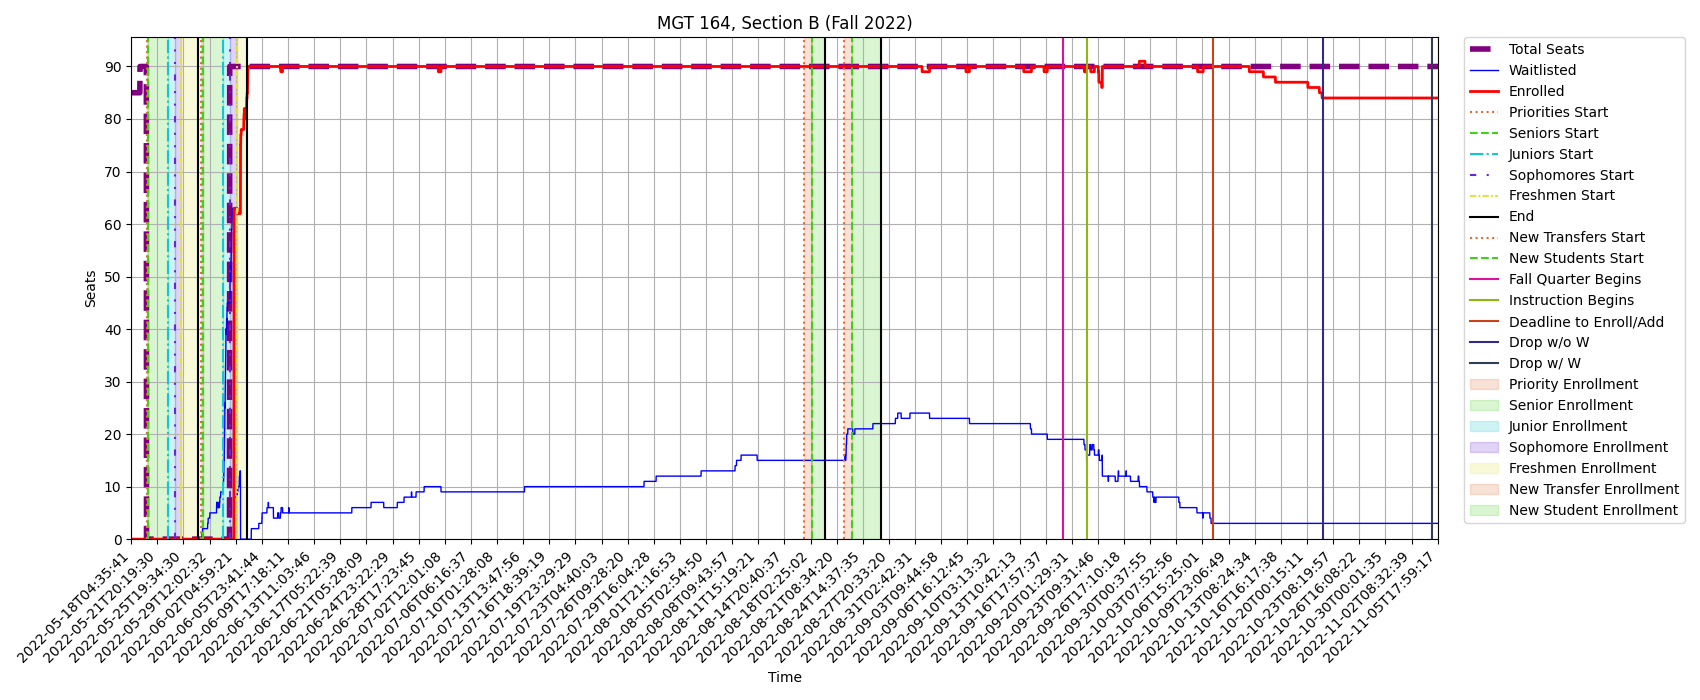 MGT 164, Section B (Fall 2022)
Seats
90
80
70
60
50
40
30
20
10
0
2022-05-18T04:35:41
2022-05-21T20:19:30
2022-05-25T19:34:30
2022-05-29T12:02:32
2022-06-02T04:59:21
2022-06-05T23:41:44
2022-06-09T17:18:11
2022-06-13T11:03:46
2022-06-17T05:22:39
2022-06-21T05:28:09
2022-06-24T23:22:29
2022-06-28T17:23:45
2022-07-02T12:01:08
2022-07-06T06:16:37
2022-07-10T01:28:08
2022-07-13T13:47:56
2022-07-16T18:39:19
2022-07-19T23:29:29
2022-07-23T04:40:03
2022-07-26T09:28:20
2022-07-29T16:04:28
2022-08-01T21:16:53
2022-08-05T02:54:50
2022-08-08T09:43:57
2022-08-11T15:19:21
2022-08-14T20:40:37
2022-08-18T06:25:02
2022-08-21T08:34:20
2022-08-24T14:37:35
2022-08-27T20:33:20
2022-08-31T02:42:31
2022-09-03T09:44:58
2022-09-06T16:12:45
2022-09-10T03:13:32
2022-09-13T10:42:13
2022-09-16T17:57:37
2022-09-20T01:29:31
2022-09-23T09:31:46
2022-09-26T17:10:18
2022-09-30T00:37:55
2022-10-03T07:52:56
2022-10-06T15:25:01
2022-10-09T23:06:49
2022-10-13T08:24:34
2022-10-16T16:17:38
2022-10-20T00:15:11
2022-10-23T08:19:57
2022-10-26T16:08:22
2022-10-30T00:01:35
2022-11-02T08:32:39
2022-11-05T17:59:17
Time
Total Seats
Waitlisted
Enrolled
Priorities Start
Seniors Start
Juniors Start
Sophomores Start
Freshmen Start
End
New Transfers Start
New Students Start
Fall Quarter Begins
Instruction Begins
Deadline to Enroll/Add
Drop w/o W
Drop w/ W
Priority Enrollment
Senior Enrollment
Junior Enrollment
Sophomore Enrollment
Freshmen Enrollment
New Transfer Enrollment
New Student Enrollment